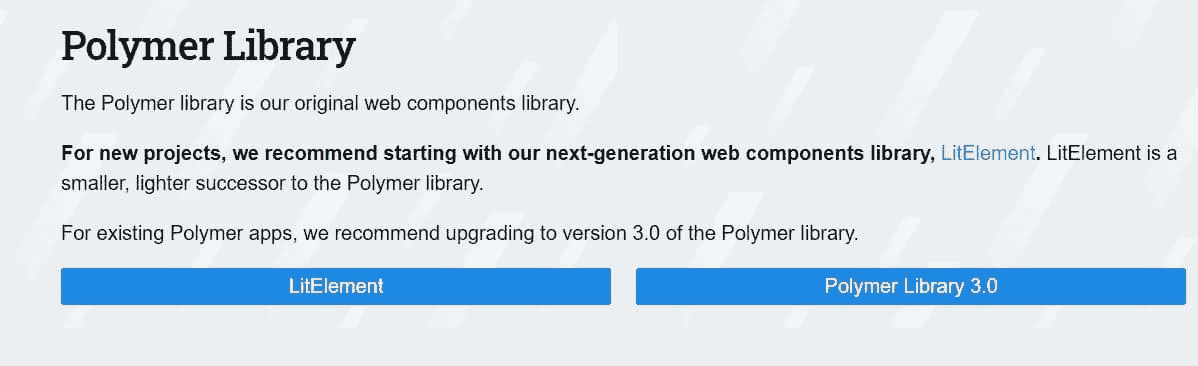 Polymer Library
The Polymer library is our original web components library.
For new projects, we recommend starting with our next-generation web components library, LitElement. LitElement is a
smaller, lighter successor to the Polymer library.
For existing Polymer apps, we recommend upgrading to version 3.0 of the Polymer library.
LitElement
Polymer Library 3.0